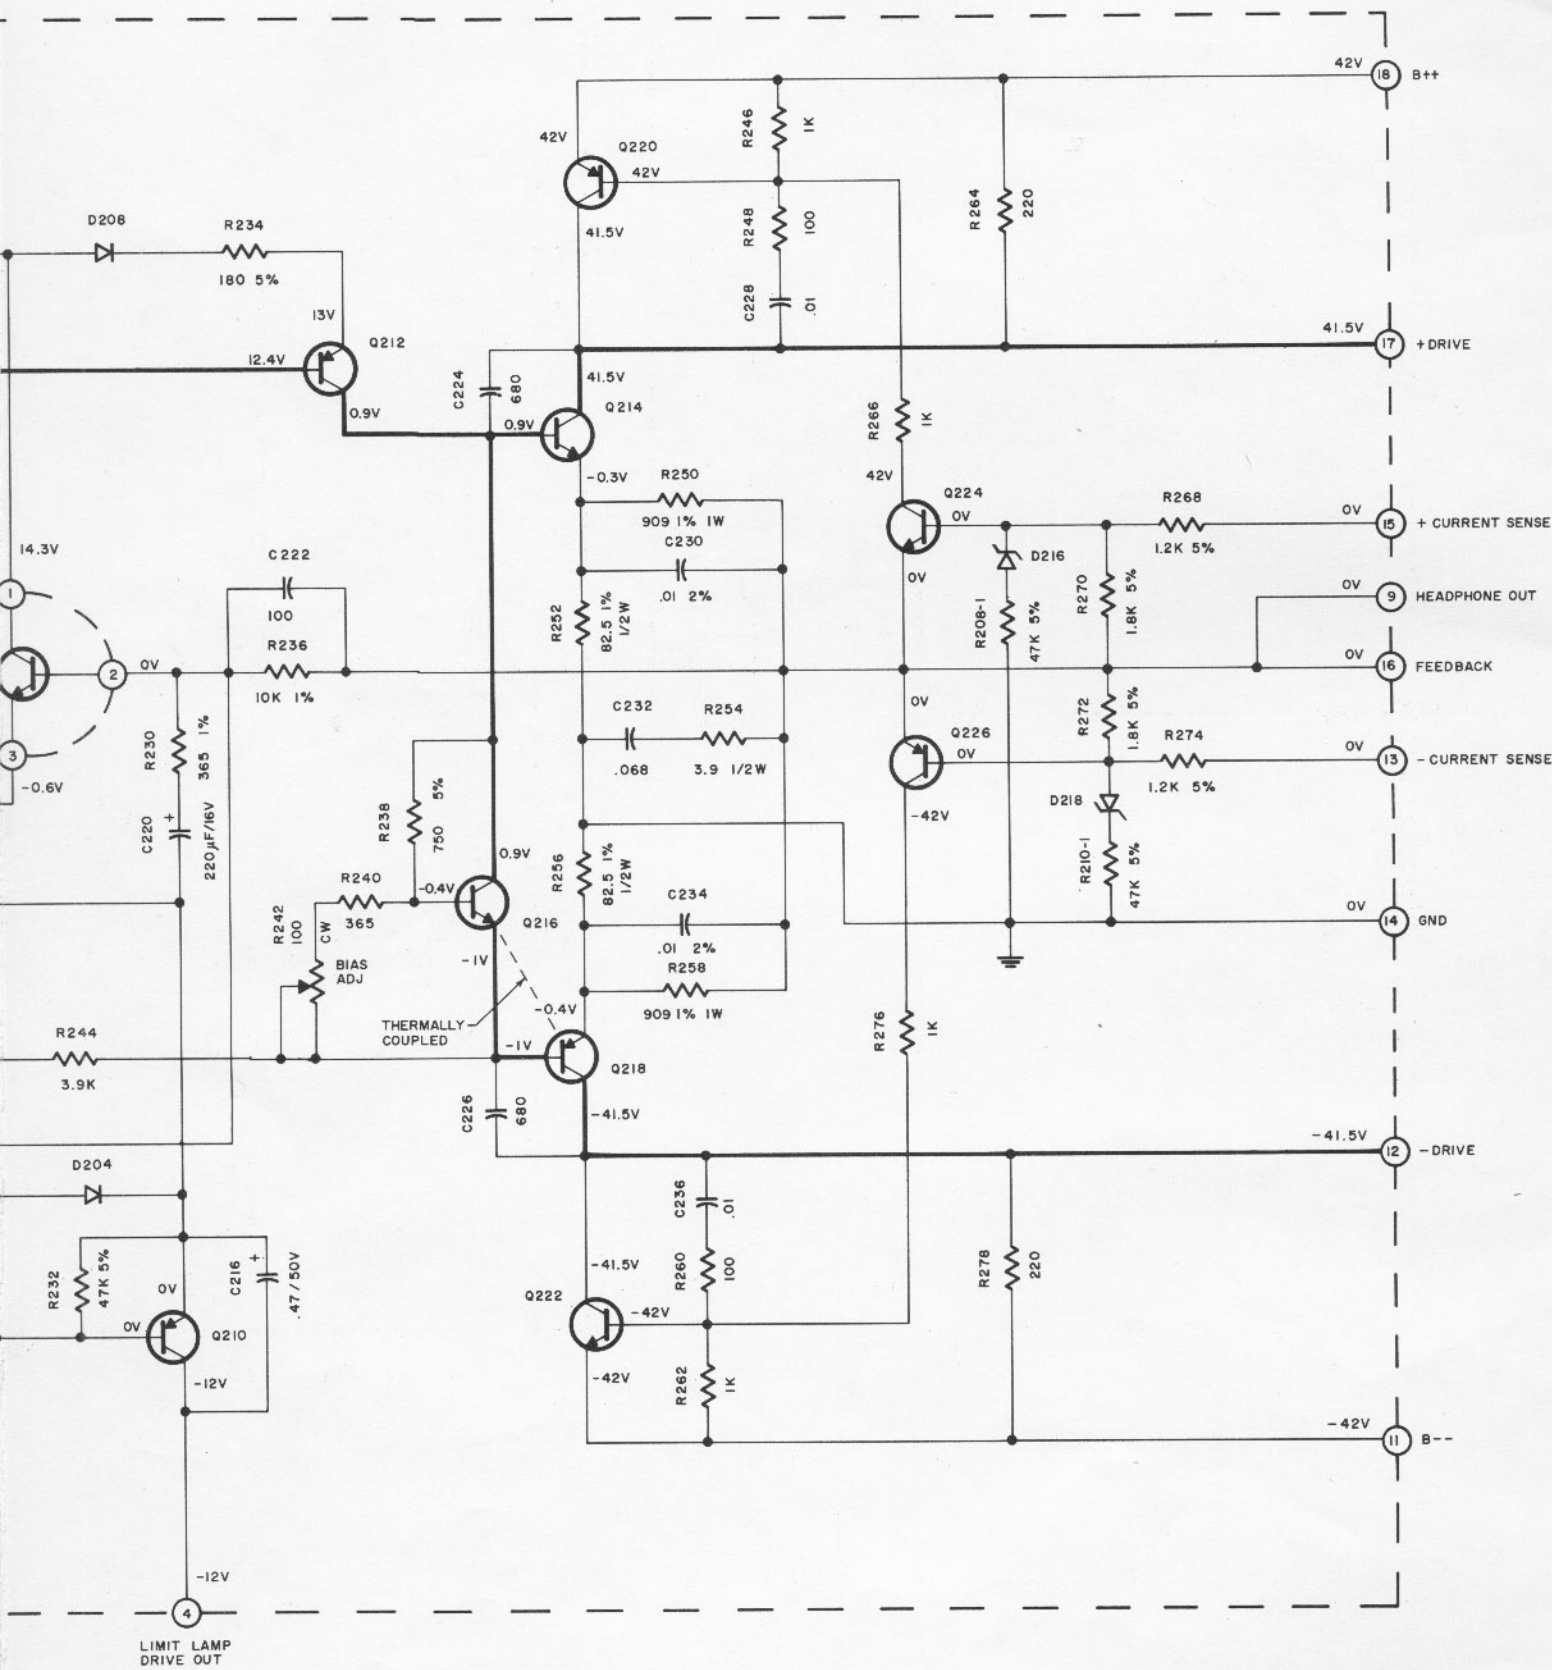 42V
18
B++
R246
1K
42V
Q220
42V
R264
220
R248
100
41.5V
D208
R234
180 5%
C228
.01
13V
Q212
12.4V
41.5V
17
+DRIVE
C224
680
41.5V
Q214
0.9V
0.9V
R266
1K
-0.3V
R250
909 1% 1W
42V
Q224
0V
R268
1.2K 5%
0V
15
+ CURRENT SENSE
14.3V
C222
100
C230
.01 2%
D216
0V
1
R252
82.5 1%
1/2W
R208-1
47K 5%
R270
1.8K 5%
0V
9
HEADPHONE OUT
R236
10K 1%
2
0V
0V
16
FEEDBACK
3
-0.6V
R230
365 1%
C232
.068
R254
3.9 1/2W
0V
Q226
0V
R272
1.8K 5%
R274
1.2K 5%
0V
13
- CURRENT SENSE
C220
+
220µF/16V
R238
750
5%
-42V
D218
0.9V
R256
82.5 1%
1/2W
R210-1
47K 5%
R240
365
-0.4V
Q216
C234
.01 2%
0V
14
GND
R242
100
CW
BIAS
ADJ
-1V
R258
909 1% 1W
THERMALLY
COUPLED
-0.4V
R276
1K
R244
3.9K
-1V
Q218
C226
680
-41.5V
-41.5V
12
-DRIVE
D204
C236
.01
R232
47K 5%
C216
+
.47/50V
-41.5V
R260
100
R278
220
0V
Q222
-42V
0V
Q210
-12V
-42V
R262
1K
-42V
11
B--
-12V
4
LIMIT LAMP
DRIVE OUT